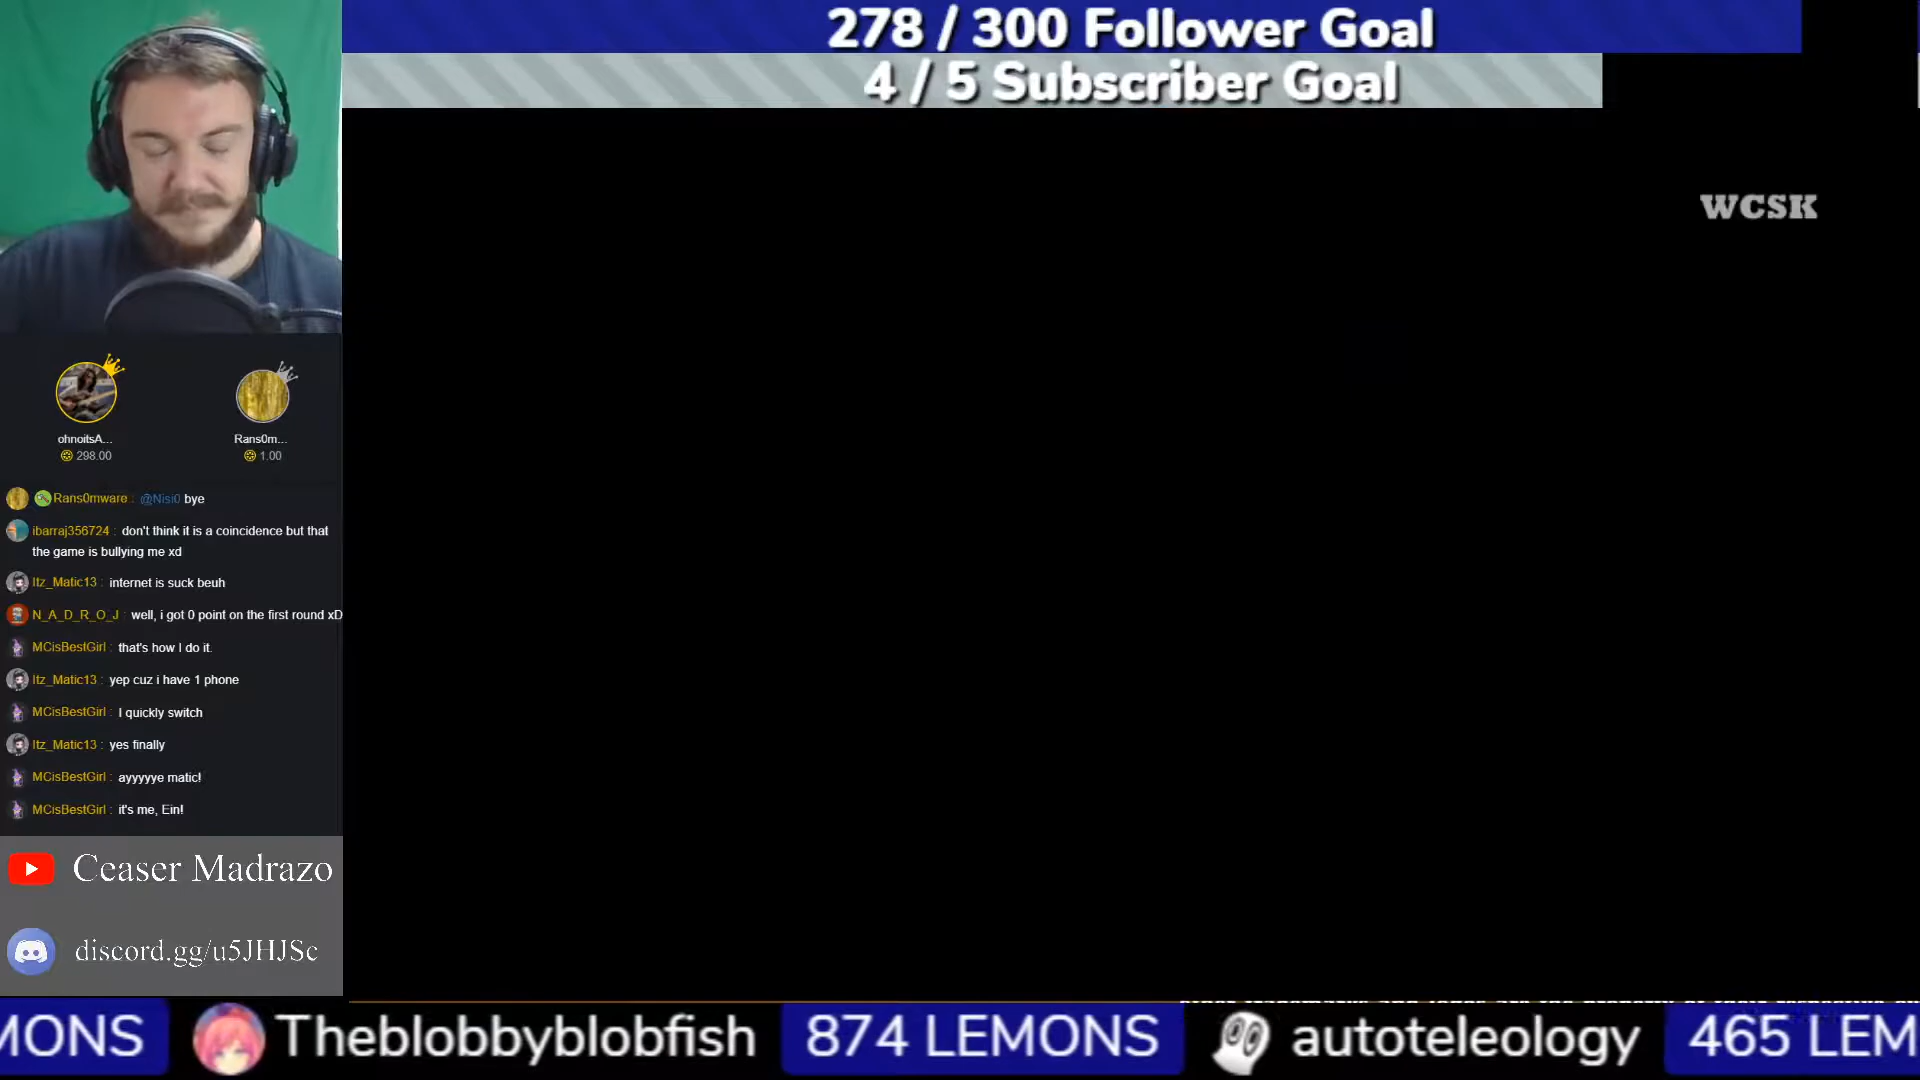 278 / 300 Follower Goal
4 / 5 Subscriber Goal
WCSK
ohnoitsA...
298.00
Rans0m...
1.00
Rans0mware : @Nisi0 bye
ibarraj356724 : don't think it is a coincidence but that
the game is bullying me xd
Itz_Matic13 : internet is suck beuh
N_A_D_R_O_J : well, i got 0 point on the first round xD
MCisBestGirl : that's how I do it.
Itz_Matic13 : yep cuz i have 1 phone
MCisBestGirl : I quickly switch
Itz_Matic13 : yes finally
MCisBestGirl : ayyyyye matic!
MCisBestGirl : it's me, Ein!
Ceaser Madrazo
discord.gg/u5JHJSc
MONS Theblobbyblobfish 874 LEMONS autoteleology 465 LEM